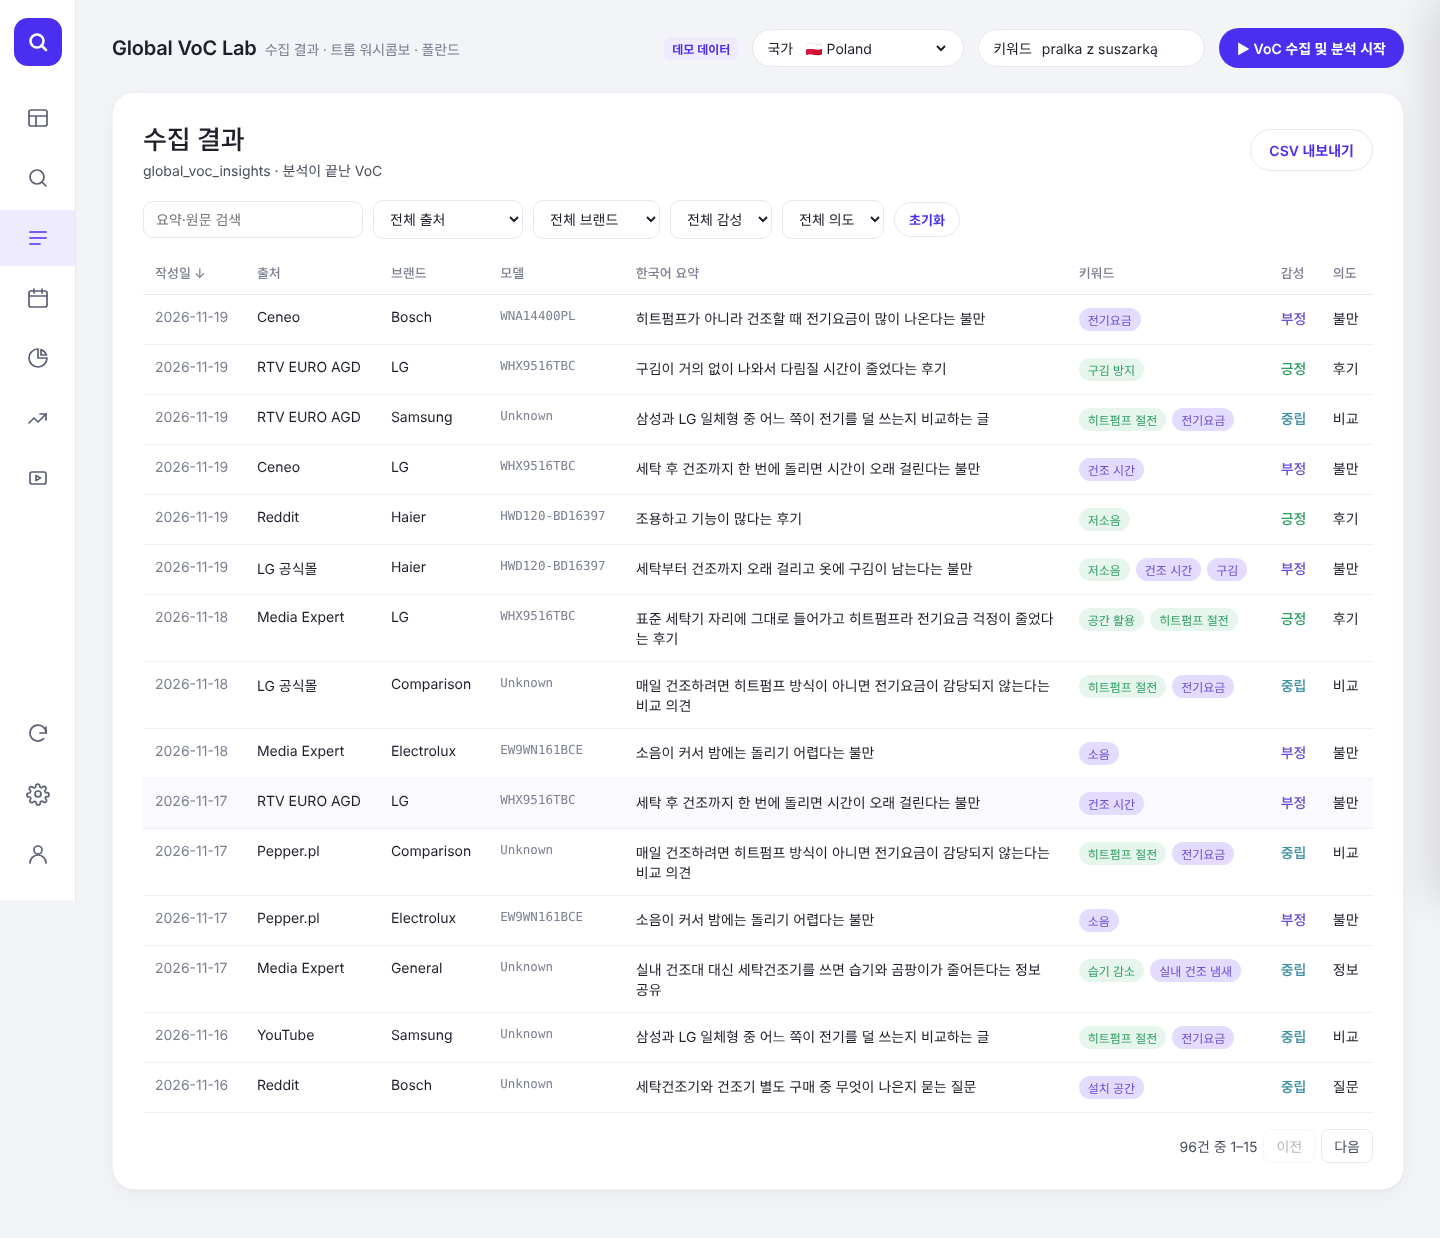 Global VoC Lab 수집 결과 · 트롬 워시콤보 · 폴란드 데모 데이터 국가 Poland 키워드 pralka z suszarką ▶ VoC 수집 및 분석 시작
수집 결과
CSV 내보내기
global_voc_insights · 분석이 끝난 VoC
요약·원문 검색 전체 출처 전체 브랜드 전체 감성 전체 의도 초기화
작성일 ↓ 출처 브랜드 모델 한국어 요약 키워드 감성 의도
2026-11-19 Ceneo Bosch WNA14400PL 히트펌프가 아니라 건조할 때 전기요금이 많이 나온다는 불만 전기요금 부정 불만
2026-11-19 RTV EURO AGD LG WHX9516TBC 구김이 거의 없이 나와서 다림질 시간이 줄었다는 후기 구김 방지 긍정 후기
2026-11-19 RTV EURO AGD Samsung Unknown 삼성과 LG 일체형 중 어느 쪽이 전기를 덜 쓰는지 비교하는 글 히트펌프 절전 전기요금 중립 비교
2026-11-19 Ceneo LG WHX9516TBC 세탁 후 건조까지 한 번에 돌리면 시간이 오래 걸린다는 불만 건조 시간 부정 불만
2026-11-19 Reddit Haier HWD120-BD16397 조용하고 기능이 많다는 후기 저소음 긍정 후기
2026-11-19 LG 공식몰 Haier HWD120-BD16397 세탁부터 건조까지 오래 걸리고 옷에 구김이 남는다는 불만 저소음 건조 시간 구김 부정 불만
2026-11-18 Media Expert LG WHX9516TBC 표준 세탁기 자리에 그대로 들어가고 히트펌프라 전기요금 걱정이 줄었다 공간 활용 히트펌프 절전 긍정 후기
는 후기
2026-11-18 LG 공식몰 Comparison Unknown 매일 건조하려면 히트펌프 방식이 아니면 전기요금이 감당되지 않는다는 히트펌프 절전 전기요금 중립 비교
비교 의견
2026-11-18 Media Expert Electrolux EW9WN161BCE 소음이 커서 밤에는 돌리기 어렵다는 불만 소음 부정 불만
2026-11-17 RTV EURO AGD LG WHX9516TBC 세탁 후 건조까지 한 번에 돌리면 시간이 오래 걸린다는 불만 건조 시간 부정 불만
2026-11-17 Pepper.pl Comparison Unknown 매일 건조하려면 히트펌프 방식이 아니면 전기요금이 감당되지 않는다는 히트펌프 절전 전기요금 중립 비교
비교 의견
2026-11-17 Pepper.pl Electrolux EW9WN161BCE 소음이 커서 밤에는 돌리기 어렵다는 불만 소음 부정 불만
2026-11-17 Media Expert General Unknown 실내 건조대 대신 세탁건조기를 쓰면 습기와 곰팡이가 줄어든다는 정보 습기 감소 실내 건조 냄새 중립 정보
공유
2026-11-16 YouTube Samsung Unknown 삼성과 LG 일체형 중 어느 쪽이 전기를 덜 쓰는지 비교하는 글 히트펌프 절전 전기요금 중립 비교
2026-11-16 Reddit Bosch Unknown 세탁건조기와 건조기 별도 구매 중 무엇이 나은지 묻는 질문 설치 공간 중립 질문
96건 중 1–15 이전 다음